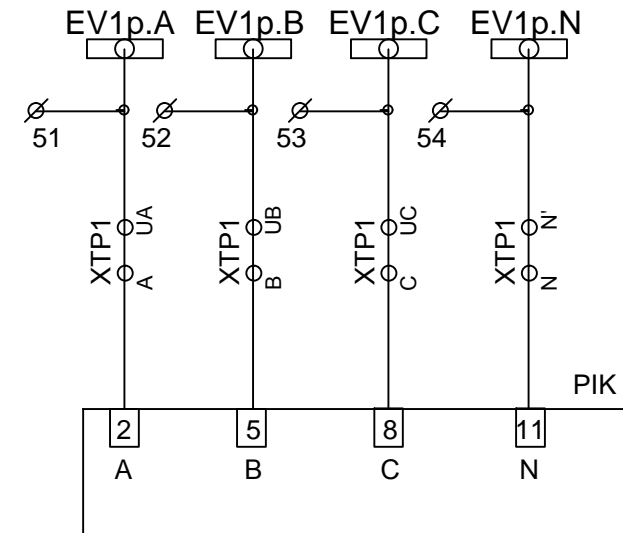 EV1p.A EV1p.B EV1p.C EV1p.N
51 52 53 54
XTP1 UA XTP1 UB XTP1 UC XTP1 N'
A B C N
PIK
2 5 8 11
A B C N